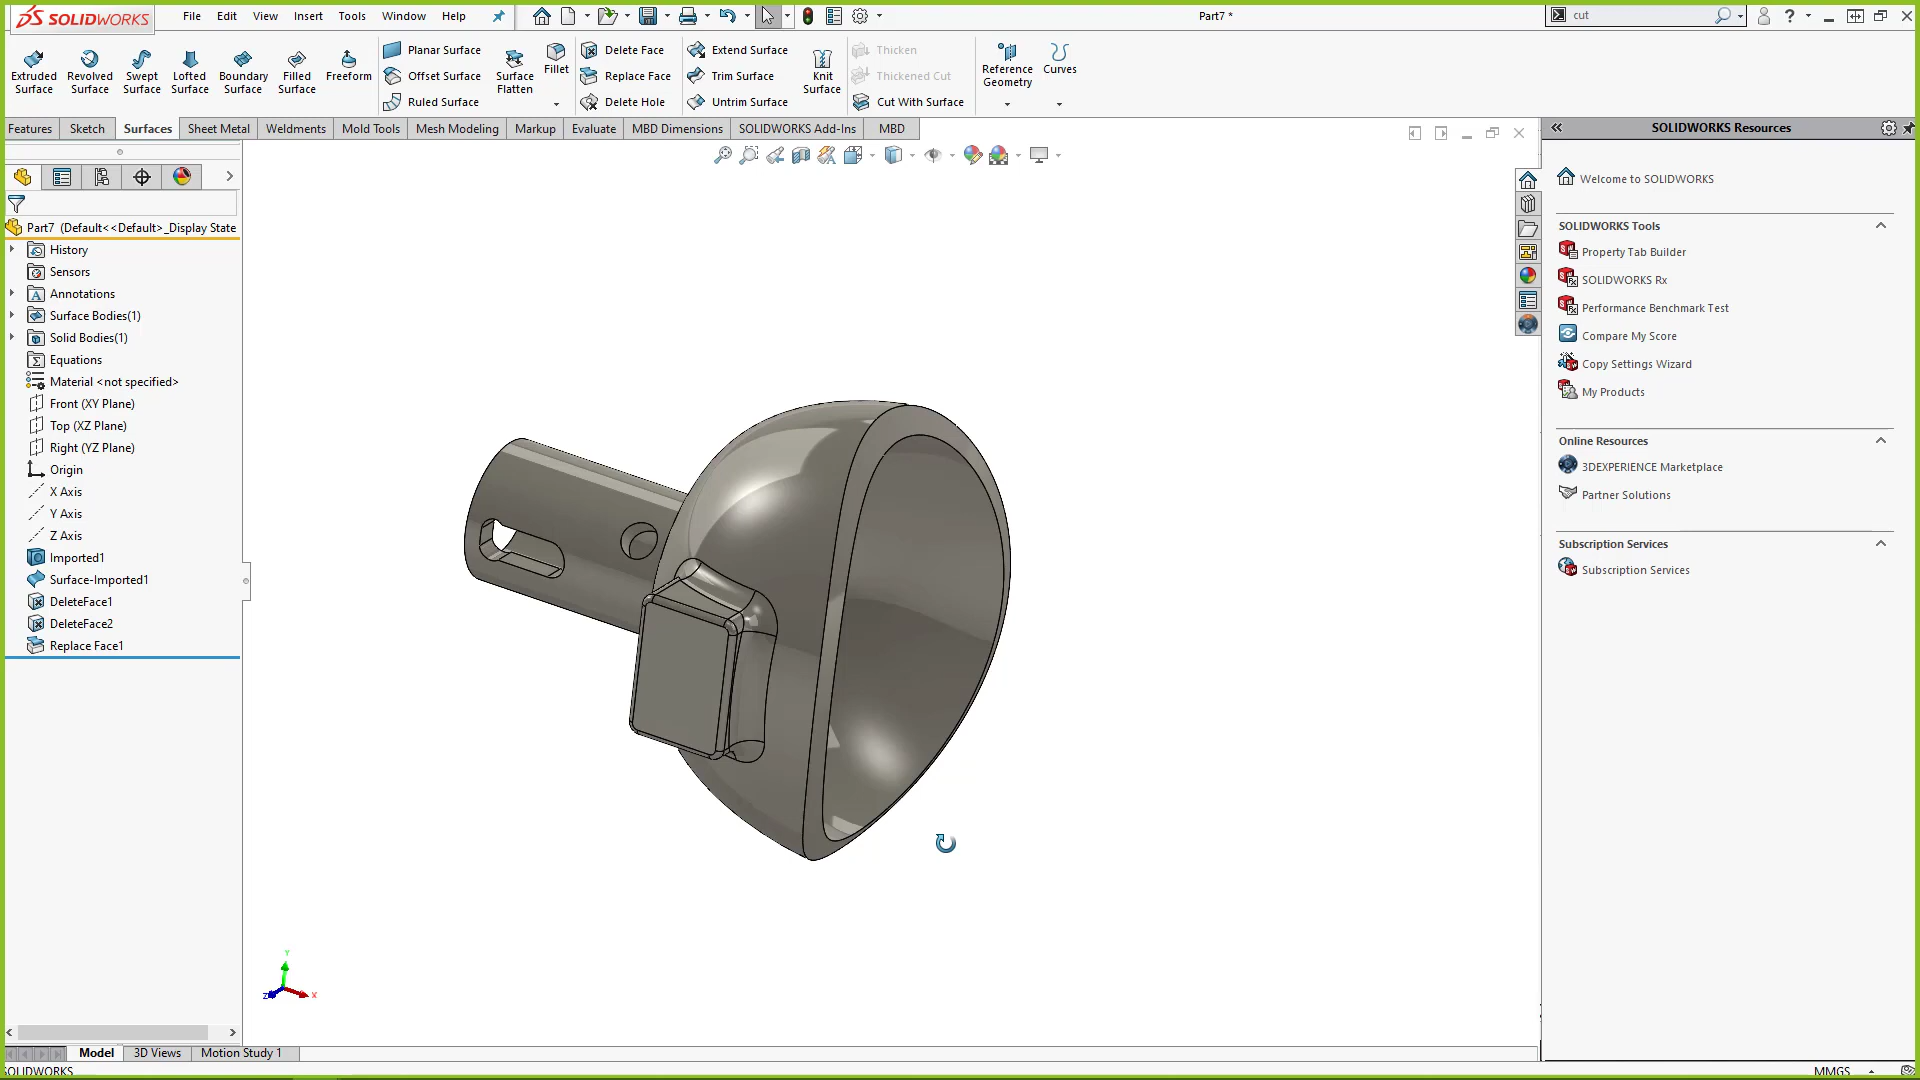 SOLIDWORKS
File Edit View Insert Tools Window Help
Part7 *
cut
Extruded Surface
Revolved Surface
Swept Surface
Lofted Surface
Boundary Surface
Filled Surface
Freeform
Planar Surface
Offset Surface
Ruled Surface
Surface Flatten
Fillet
Delete Face
Replace Face
Delete Hole
Extend Surface
Trim Surface
Untrim Surface
Knit Surface
Thicken
Thickened Cut
Cut With Surface
Reference Geometry
Curves
Features Sketch Surfaces Sheet Metal Weldments Mold Tools Mesh Modeling Markup Evaluate MBD Dimensions SOLIDWORKS Add-Ins MBD
Part7 (Default<<Default>_Display State
History
Sensors
Annotations
Surface Bodies(1)
Solid Bodies(1)
Equations
Material <not specified>
Front (XY Plane)
Top (XZ Plane)
Right (YZ Plane)
Origin
X Axis
Y Axis
Z Axis
Imported1
Surface-Imported1
DeleteFace1
DeleteFace2
Replace Face1
Y
Z
X
SOLIDWORKS Resources
Welcome to SOLIDWORKS
SOLIDWORKS Tools
Property Tab Builder
SOLIDWORKS Rx
Performance Benchmark Test
Compare My Score
Copy Settings Wizard
My Products
Online Resources
3DEXPERIENCE Marketplace
Partner Solutions
Subscription Services
Subscription Services
Model 3D Views Motion Study 1
SOLIDWORKS
MMGS